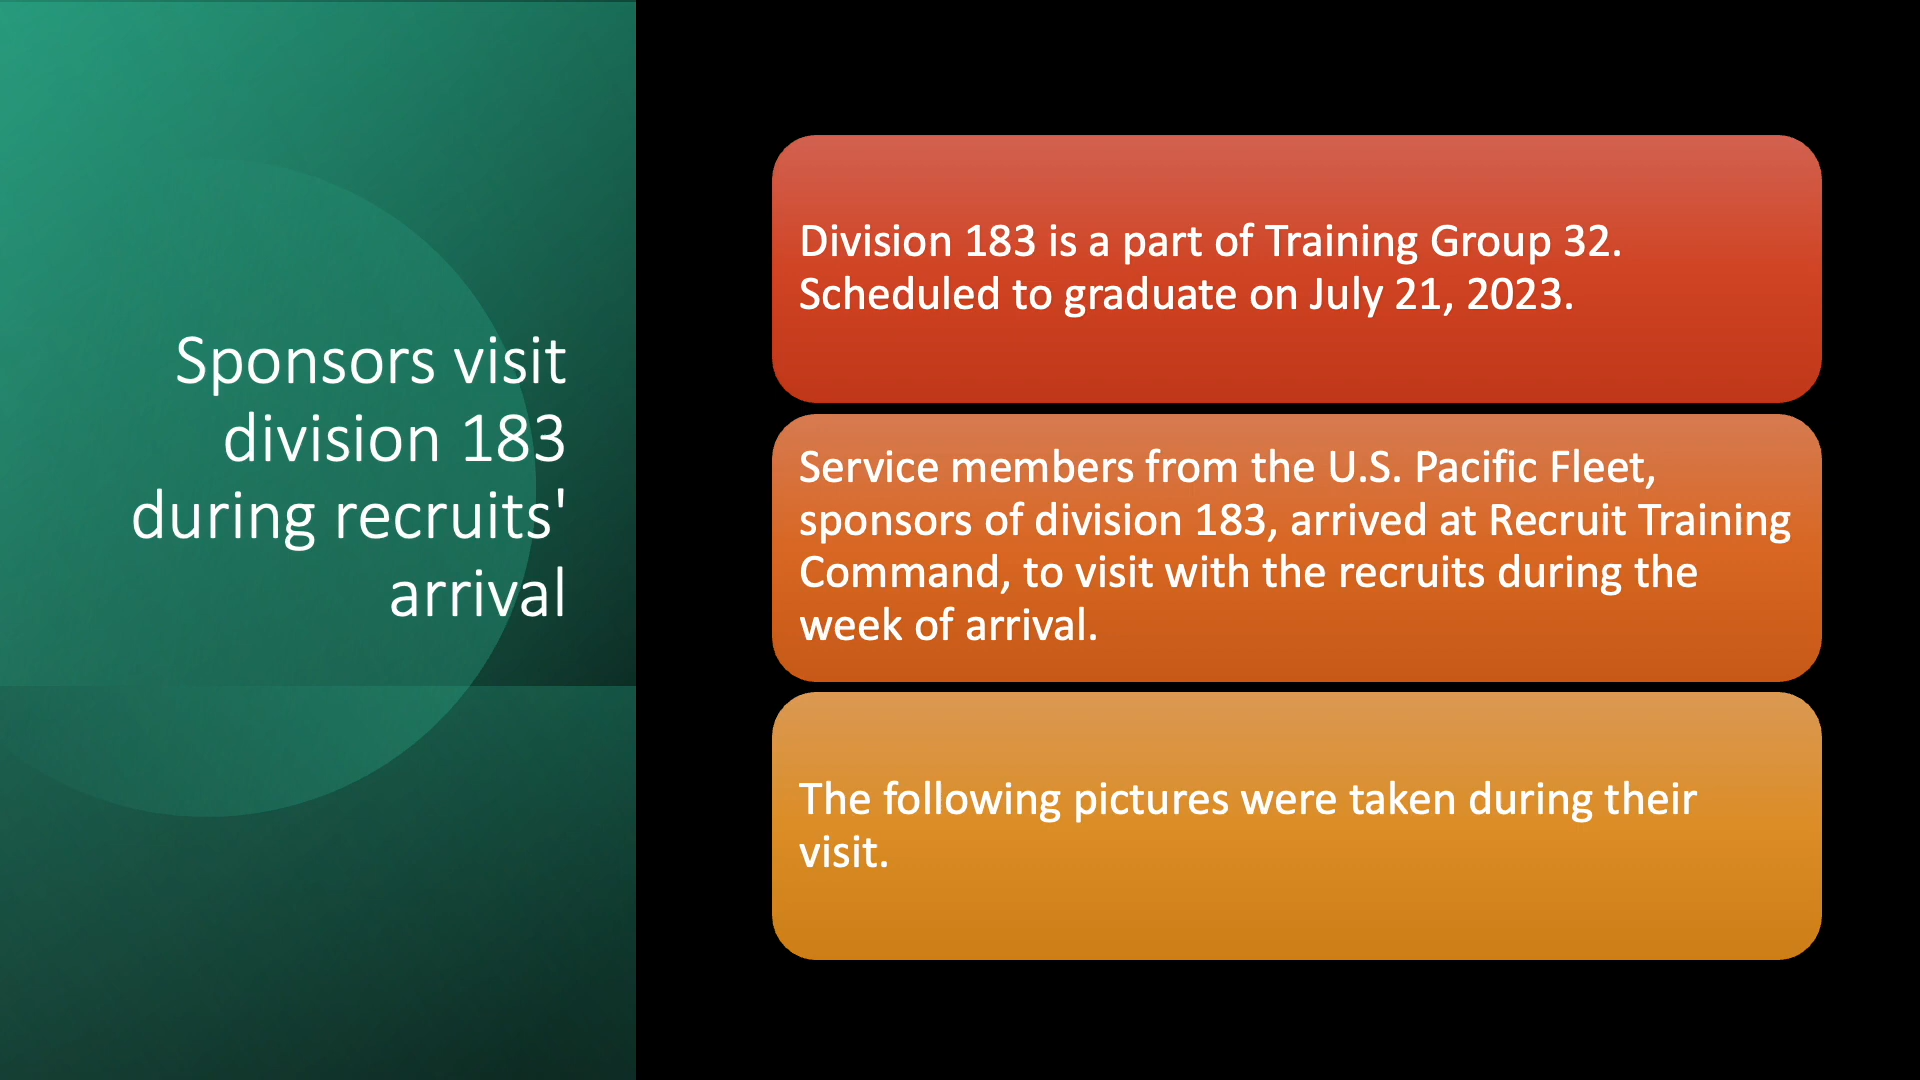 Sponsors visit
division 183
during recruits'
arrival
Division 183 is a part of Training Group 32.
Scheduled to graduate on July 21, 2023.
Service members from the U.S. Pacific Fleet,
sponsors of division 183, arrived at Recruit Training
Command, to visit with the recruits during the
week of arrival.
The following pictures were taken during their
visit.